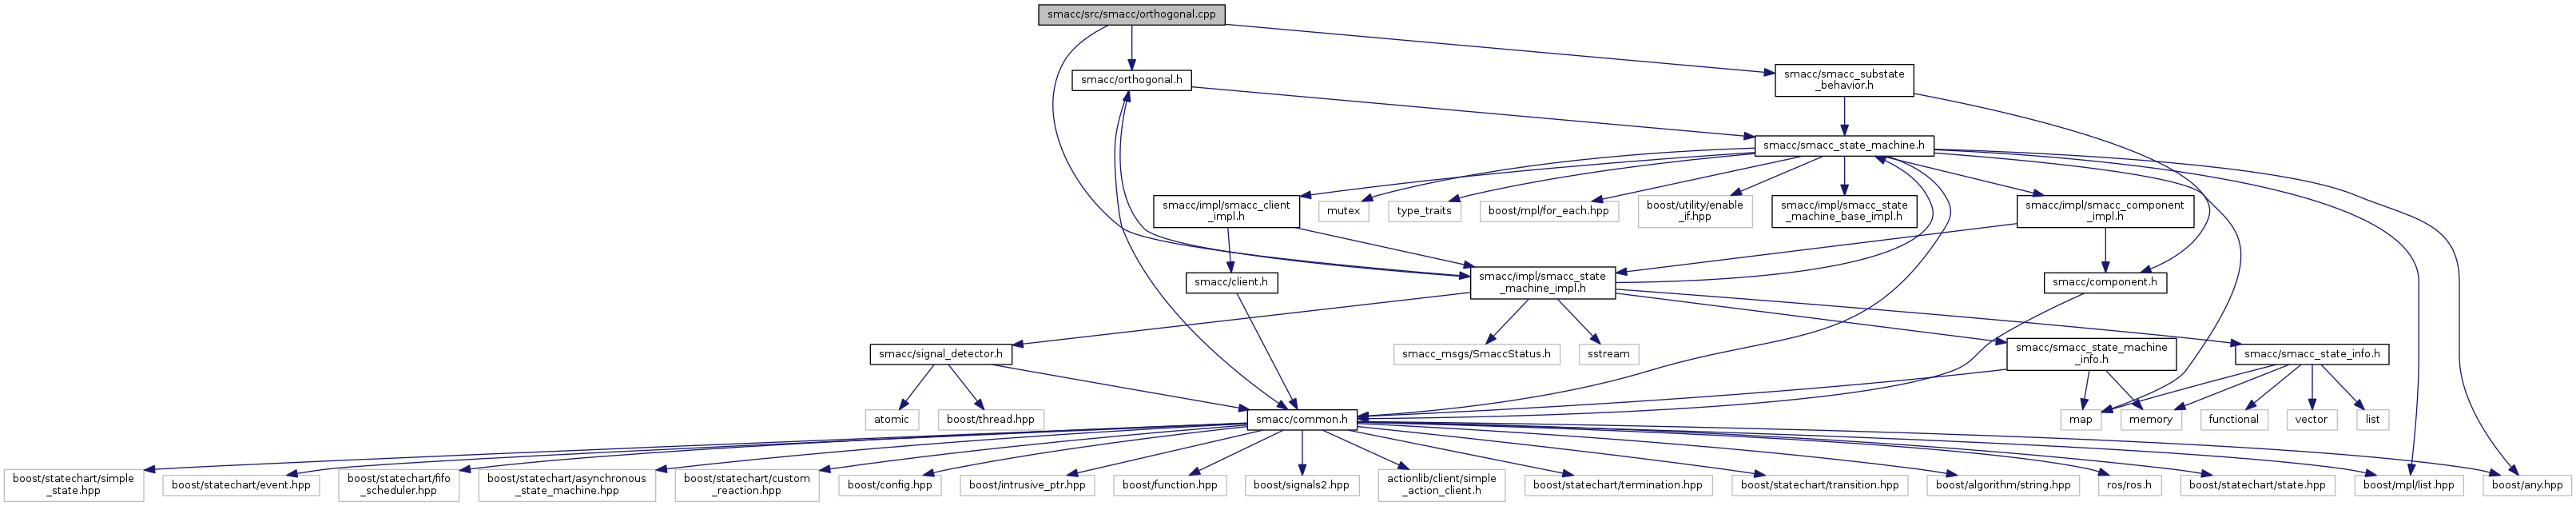 smacc/src/smacc/orthogonal.cpp
smacc/orthogonal.h
smacc/smacc_substate
_behavior.h
smacc/smacc_state_machine.h
smacc/impl/smacc_client
_impl.h
mutex
type_traits
boost/mpl/for_each.hpp
boost/utility/enable
_if.hpp
smacc/impl/smacc_state
_machine_base_impl.h
smacc/impl/smacc_component
_impl.h
smacc/client.h
smacc/impl/smacc_state
_machine_impl.h
smacc/component.h
smacc/signal_detector.h
smacc_msgs/SmaccStatus.h
sstream
smacc/smacc_state_machine
_info.h
smacc/smacc_state_info.h
atomic
boost/thread.hpp
smacc/common.h
map
memory
functional
vector
list
boost/statechart/simple
_state.hpp
boost/statechart/event.hpp
boost/statechart/fifo
_scheduler.hpp
boost/statechart/asynchronous
_state_machine.hpp
boost/statechart/custom
_reaction.hpp
boost/config.hpp
boost/intrusive_ptr.hpp
boost/function.hpp
boost/signals2.hpp
actionlib/client/simple
_action_client.h
boost/statechart/termination.hpp
boost/statechart/transition.hpp
boost/algorithm/string.hpp
ros/ros.h
boost/statechart/state.hpp
boost/mpl/list.hpp
boost/any.hpp